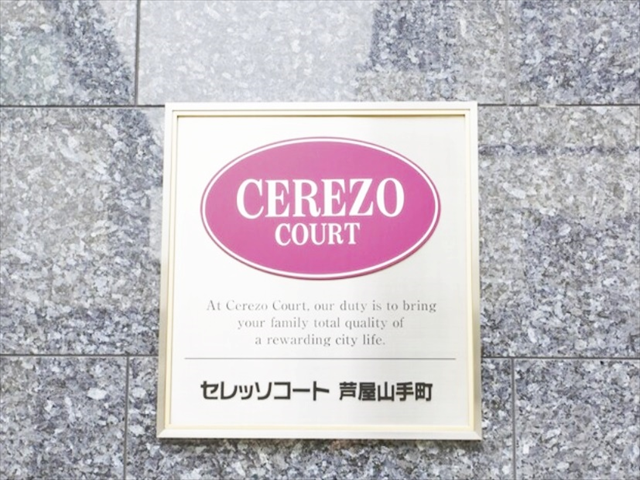 CEREZO
COURT
At Cerezo Court, our duty is to bring
your family total quality of
a rewarding city life.
セレッソコート 芦屋山手町